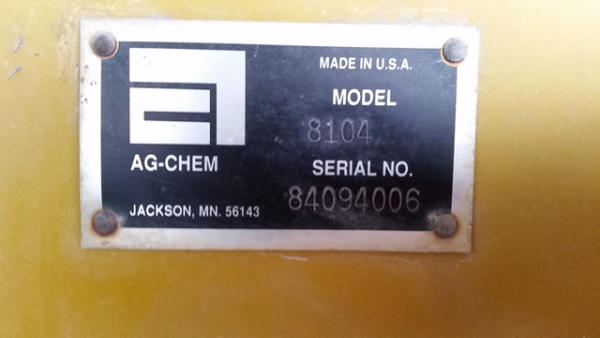 MADE IN U.S.A.
MODEL
8104
AG-CHEM
SERIAL NO.
JACKSON, MN. 56143
84094006